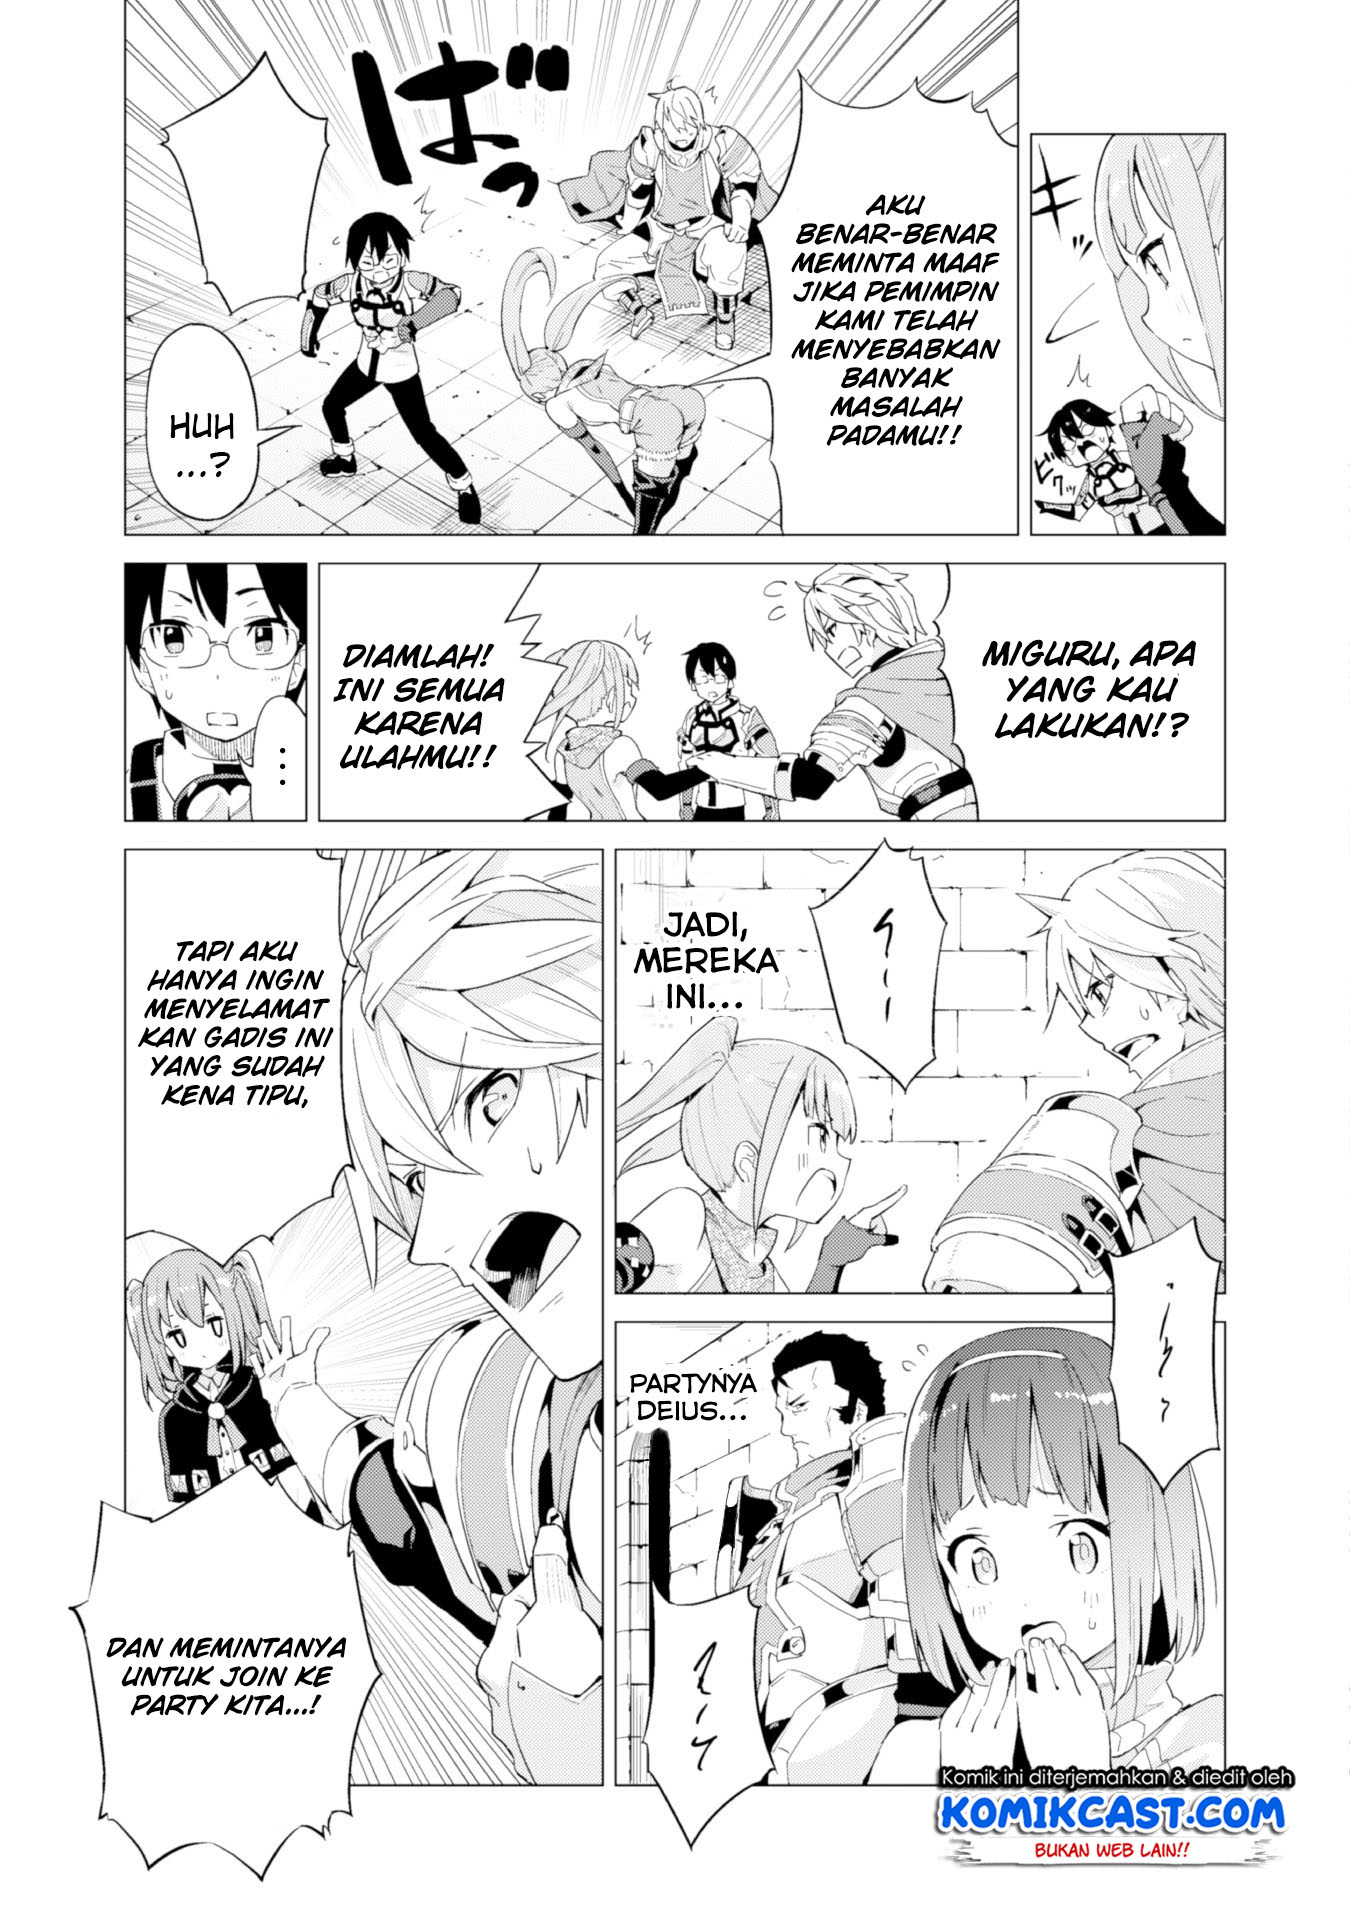 ビクッ
AKU
BENAR-BENAR
MEMINTA MAAF
JIKA PEMIMPIN
KAMI TELAH
MENYEBABKAN
BANYAK
MASALAH
PADAMU!!
ばっ
HUH
...?
MIGURU, APA
YANG KAU
LAKUKAN!?
DIAMLAH!
INI SEMUA
KARENA
ULAHMU!!
...
JADI,
MEREKA
INI...
PARTYNYA
DEIUS...
TAPI AKU
HANYA INGIN
MENYELAMAT
KAN GADIS INI
YANG SUDAH
KENA TIPU,
DAN MEMINTANYA
UNTUK JOIN KE
PARTY KITA...!
Komik ini diterjemahkan & diedit oleh
KOMIKCAST.COM
BUKAN WEB LAIN!!